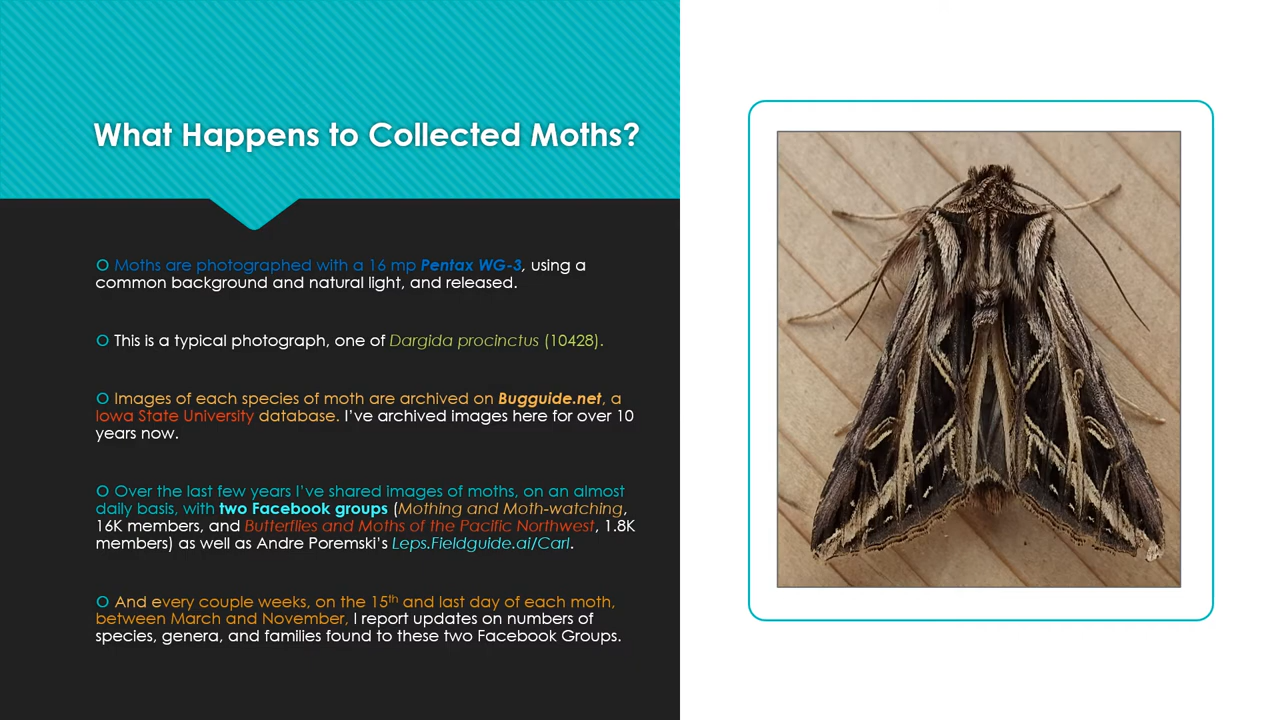 What Happens to Collected Moths?
O Moths are photographed with a 16 mp Pentax WG-3, using a
common background and natural light, and released.
O This is a typical photograph, one of Dargida procinctus (10428).
O Images of each species of moth are archived on Bugguide.net, a
Iowa State University database. I've archived images here for over 10
years now.
O Over the last few years I've shared images of moths, on an almost
daily basis, with two Facebook groups (Mothing and Moth-watching,
16K members, and Butterflies and Moths of the Pacific Northwest, 1.8K
members) as well as Andre Poremski's Leps.Fieldguide.ai/Carl.
O And every couple weeks, on the 15th and last day of each moth,
between March and November, I report updates on numbers of
species, genera, and families found to these two Facebook Groups.